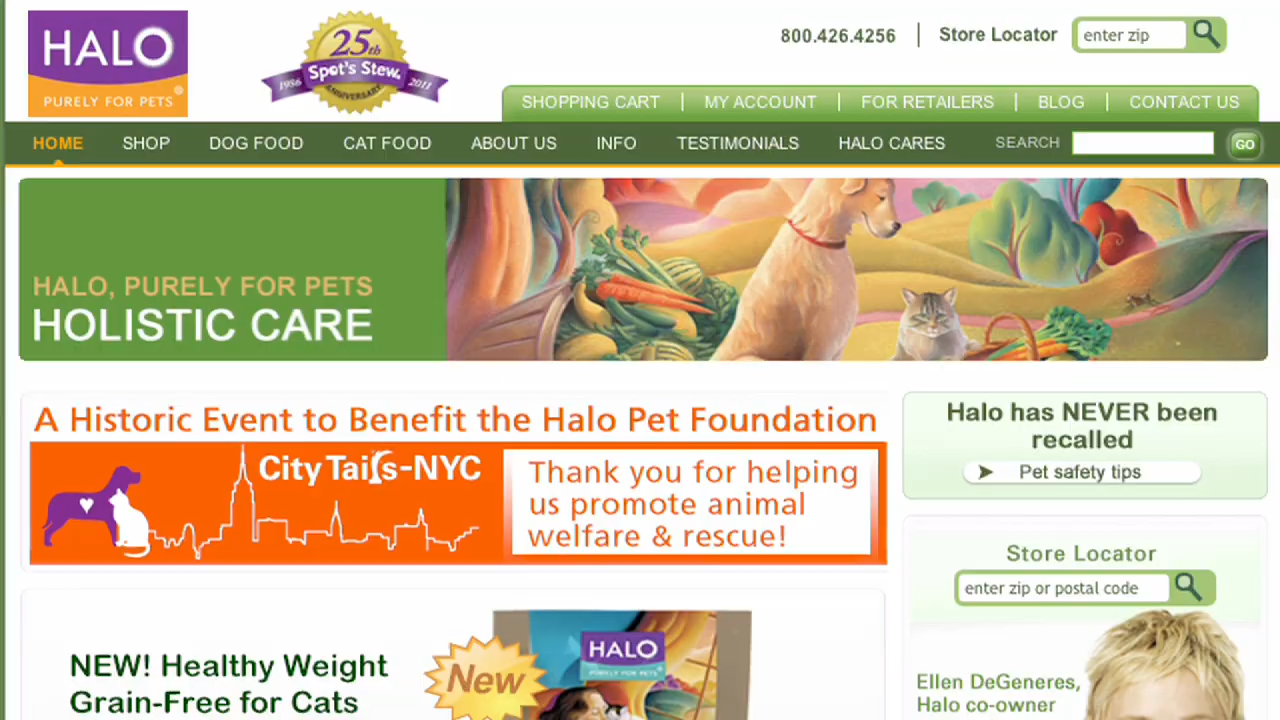 HALO
PURELY FOR PETS
25th
Spot's Stew
1986 ANNIVERSARY 2011
800.426.4256
Store Locator
enter zip
SHOPPING CART
MY ACCOUNT
FOR RETAILERS
BLOG
CONTACT US
HOME
SHOP
DOG FOOD
CAT FOOD
ABOUT US
INFO
TESTIMONIALS
HALO CARES
SEARCH
GO
HALO, PURELY FOR PETS
HOLISTIC CARE
A Historic Event to Benefit the Halo Pet Foundation
City Tails-NYC
Thank you for helping
us promote animal
welfare & rescue!
Halo has NEVER been
recalled
Pet safety tips
Store Locator
enter zip or postal code
NEW! Healthy Weight
Grain-Free for Cats
New
HALO
PURELY FOR PETS
Ellen DeGeneres,
Halo co-owner